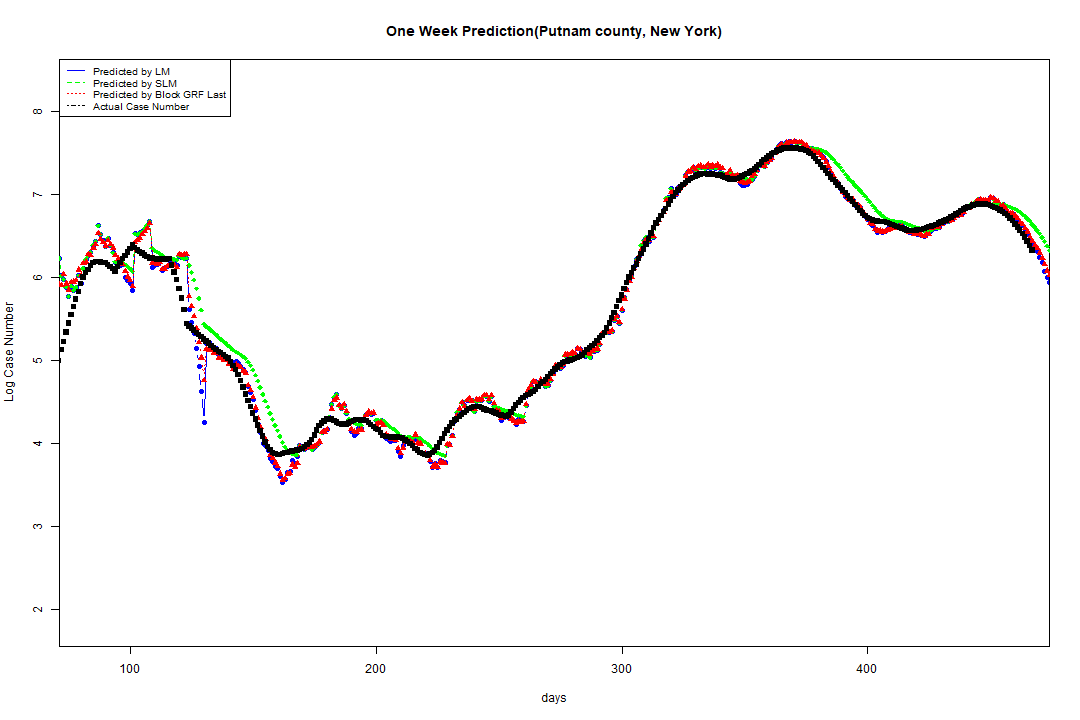 One Week Prediction(Putnam county, New York)
Predicted by LM
Predicted by SLM
Predicted by Block GRF Last
Actual Case Number
8
7
6
5
4
3
2
Log Case Number
100 200 300 400
days